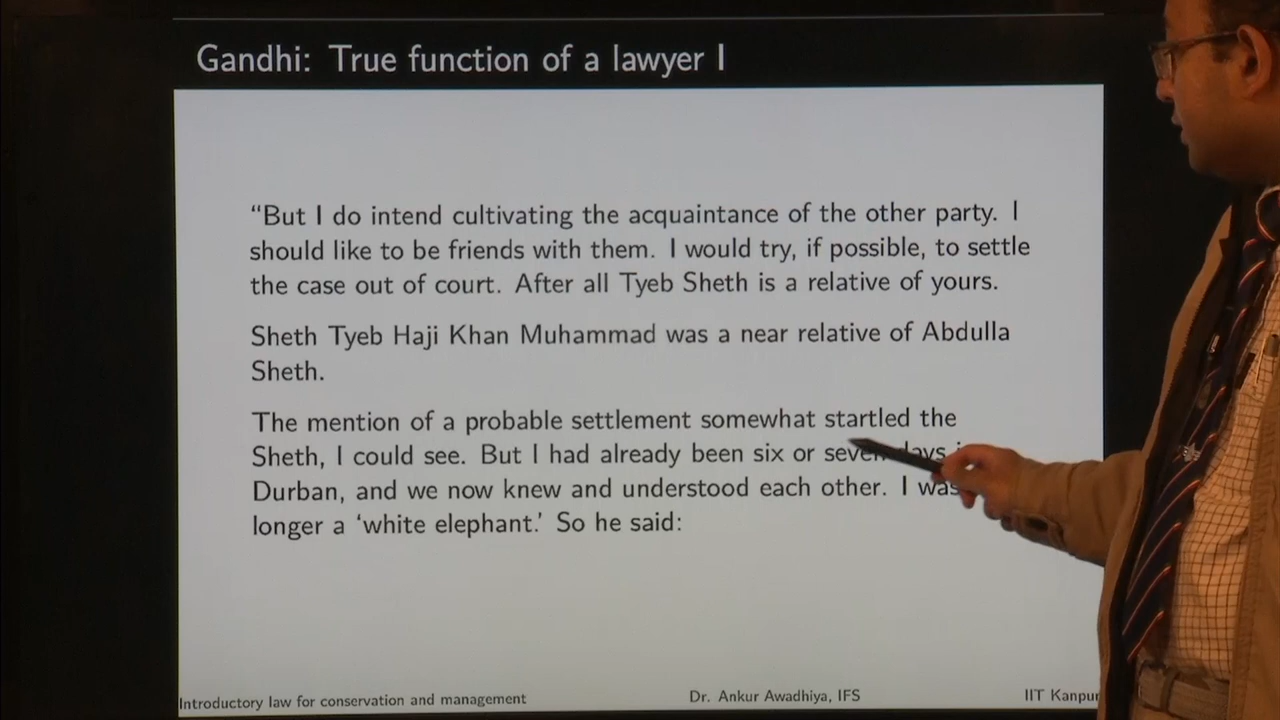 Gandhi: True function of a lawyer I
“But I do intend cultivating the acquaintance of the other party. I
should like to be friends with them. I would try, if possible, to settle
the case out of court. After all Tyeb Sheth is a relative of yours.
Sheth Tyeb Haji Khan Muhammad was a near relative of Abdulla
Sheth.
The mention of a probable settlement somewhat startled the
Sheth, I could see. But I had already been six or seven days
Durban, and we now knew and understood each other. I was
longer a ‘white elephant.’ So he said:
Introductory law for conservation and management Dr. Ankur Awadhiya, IFS IIT Kanpur